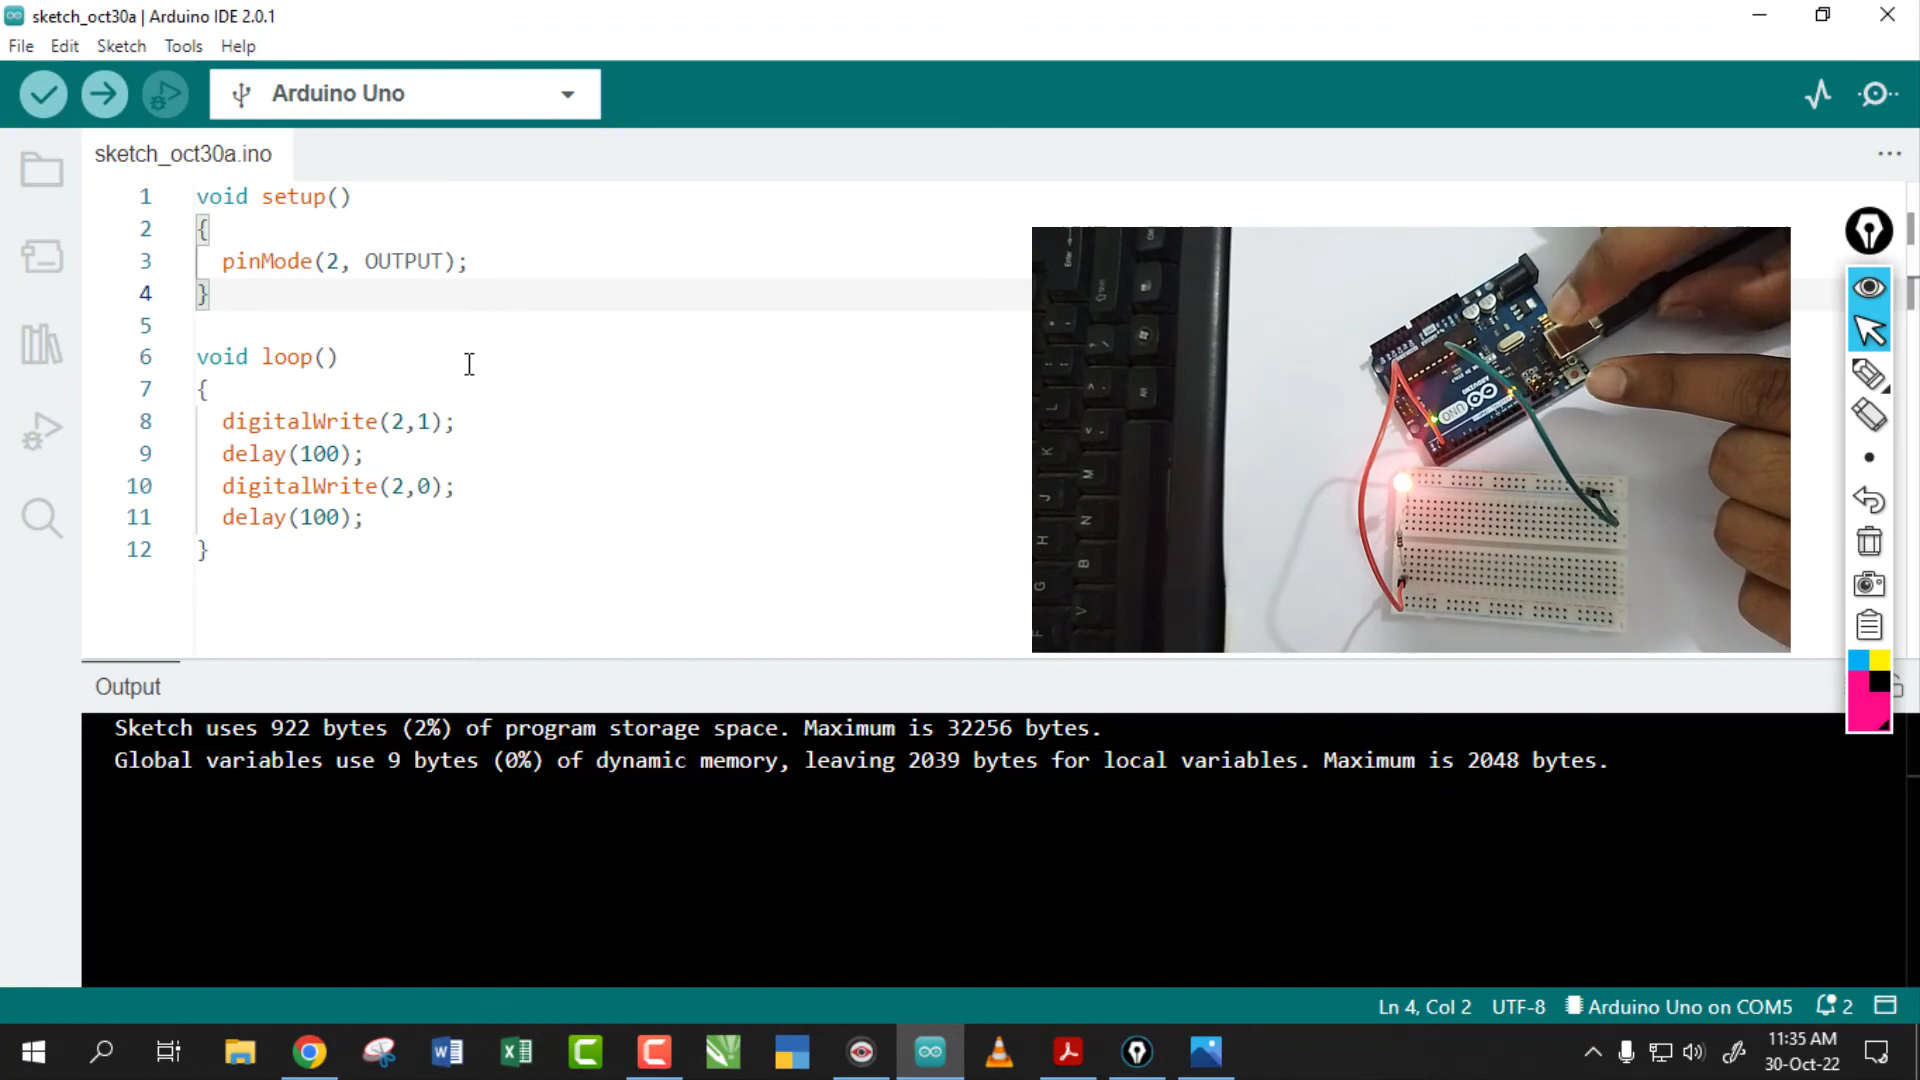 sketch_oct30a | Arduino IDE 2.0.1
File Edit Sketch Tools Help
Arduino Uno
sketch_oct30a.ino
1 void setup()
2 {
3 pinMode(2, OUTPUT);
4 }
5
6 void loop()
7 {
8 digitalWrite(2,1);
9 delay(100);
10 digitalWrite(2,0);
11 delay(100);
12 }
ARDUINO
UNO
Enter
Output
Sketch uses 922 bytes (2%) of program storage space. Maximum is 32256 bytes.
Global variables use 9 bytes (0%) of dynamic memory, leaving 2039 bytes for local variables. Maximum is 2048 bytes.
Ln 4, Col 2 UTF-8 Arduino Uno on COM5 2
11:35 AM
30-Oct-22